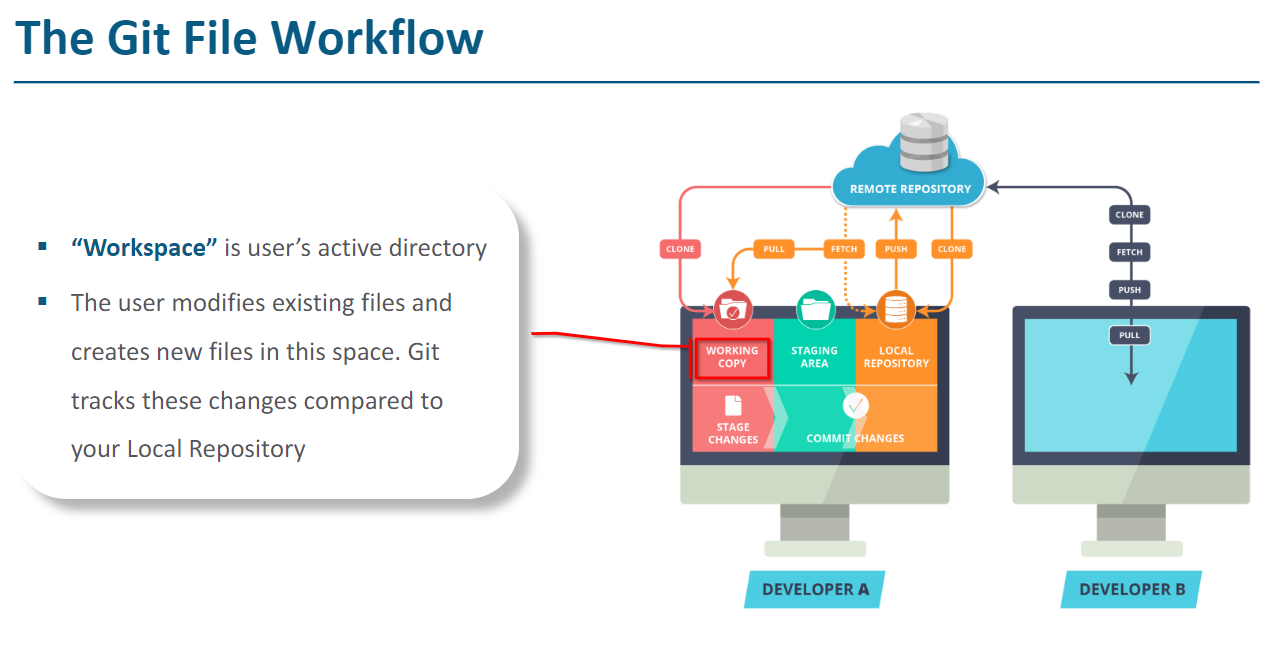 The Git File Workflow
▪ “Workspace” is user’s active directory
▪ The user modifies existing files and
creates new files in this space. Git
tracks these changes compared to
your Local Repository
REMOTE REPOSITORY
CLONE
PULL
FETCH
PUSH
CLONE
WORKING
COPY
STAGING
AREA
LOCAL
REPOSITORY
STAGE
CHANGES
COMMIT CHANGES
DEVELOPER A
CLONE
FETCH
PUSH
PULL
DEVELOPER B